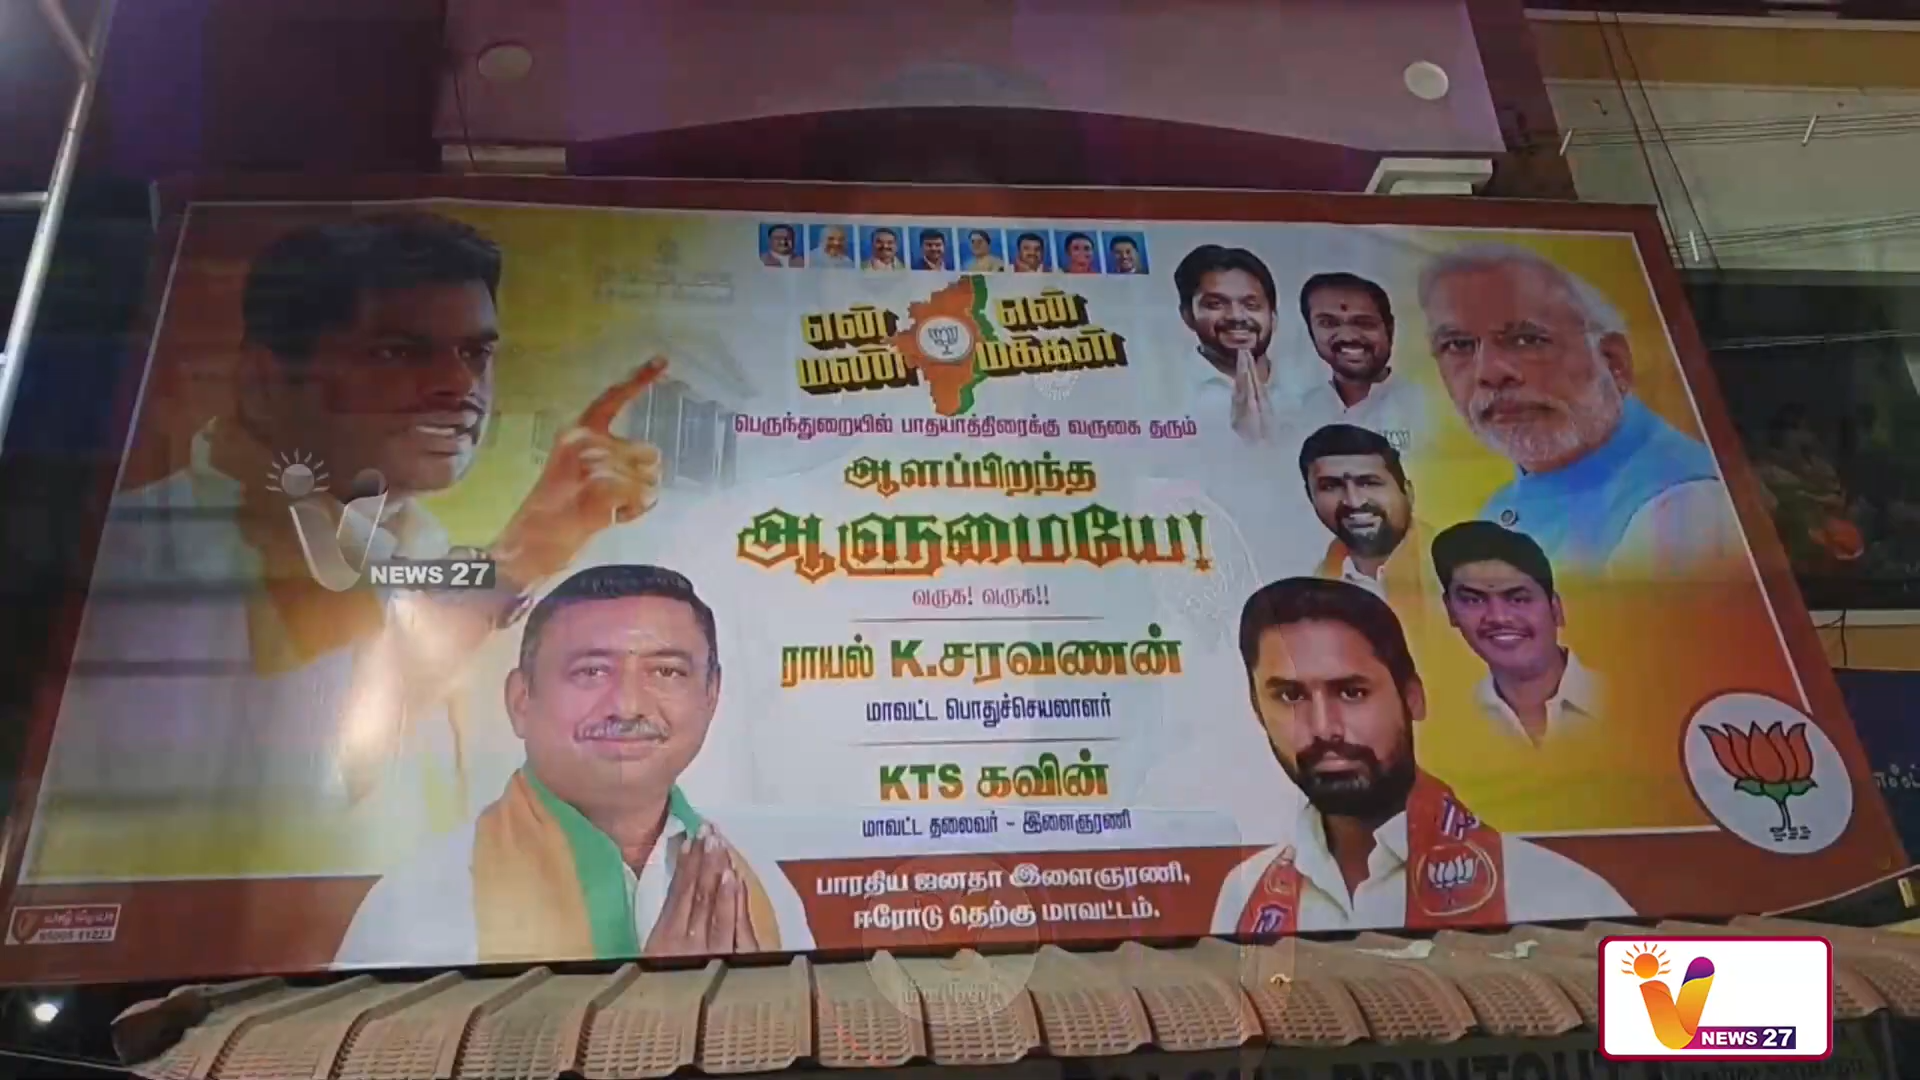 என் என்
மண் மக்கள்
பெருந்துறையில் பாதயாத்திரைக்கு வருகை தரும்
ஆளப்பிறந்த
ஆளுமையே!
வருக! வருக!!
ராயல் K.சரவணன்
மாவட்ட பொதுச்செயலாளர்
KTS கவின்
மாவட்ட தலைவர் - இளைஞரணி
பாரதிய ஜனதா இளைஞரணி,
ஈரோடு தெற்கு மாவட்டம்.
NEWS 27
V NEWS 27